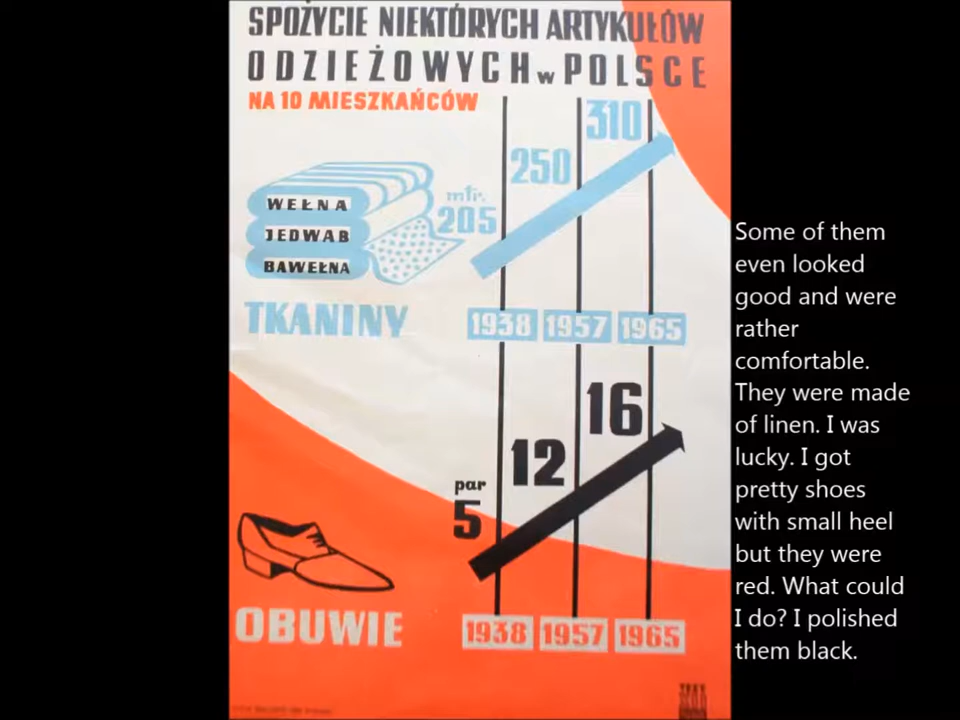 SPOŻYCIE NIEKTÓRYCH ARTYKUŁÓW
ODZIEŻOWYCH w POLSCE
NA 10 MIESZKAŃCÓW
310
250
mtr.
205
WEŁNA
JEDWAB
BAWEŁNA
TKANINY
1938 1957 1965
16
12
par
5
OBUWIE
1938 1957 1965
Some of them
even looked
good and were
rather
comfortable.
They were made
of linen. I was
lucky. I got
pretty shoes
with small heel
but they were
red. What could
I do? I polished
them black.